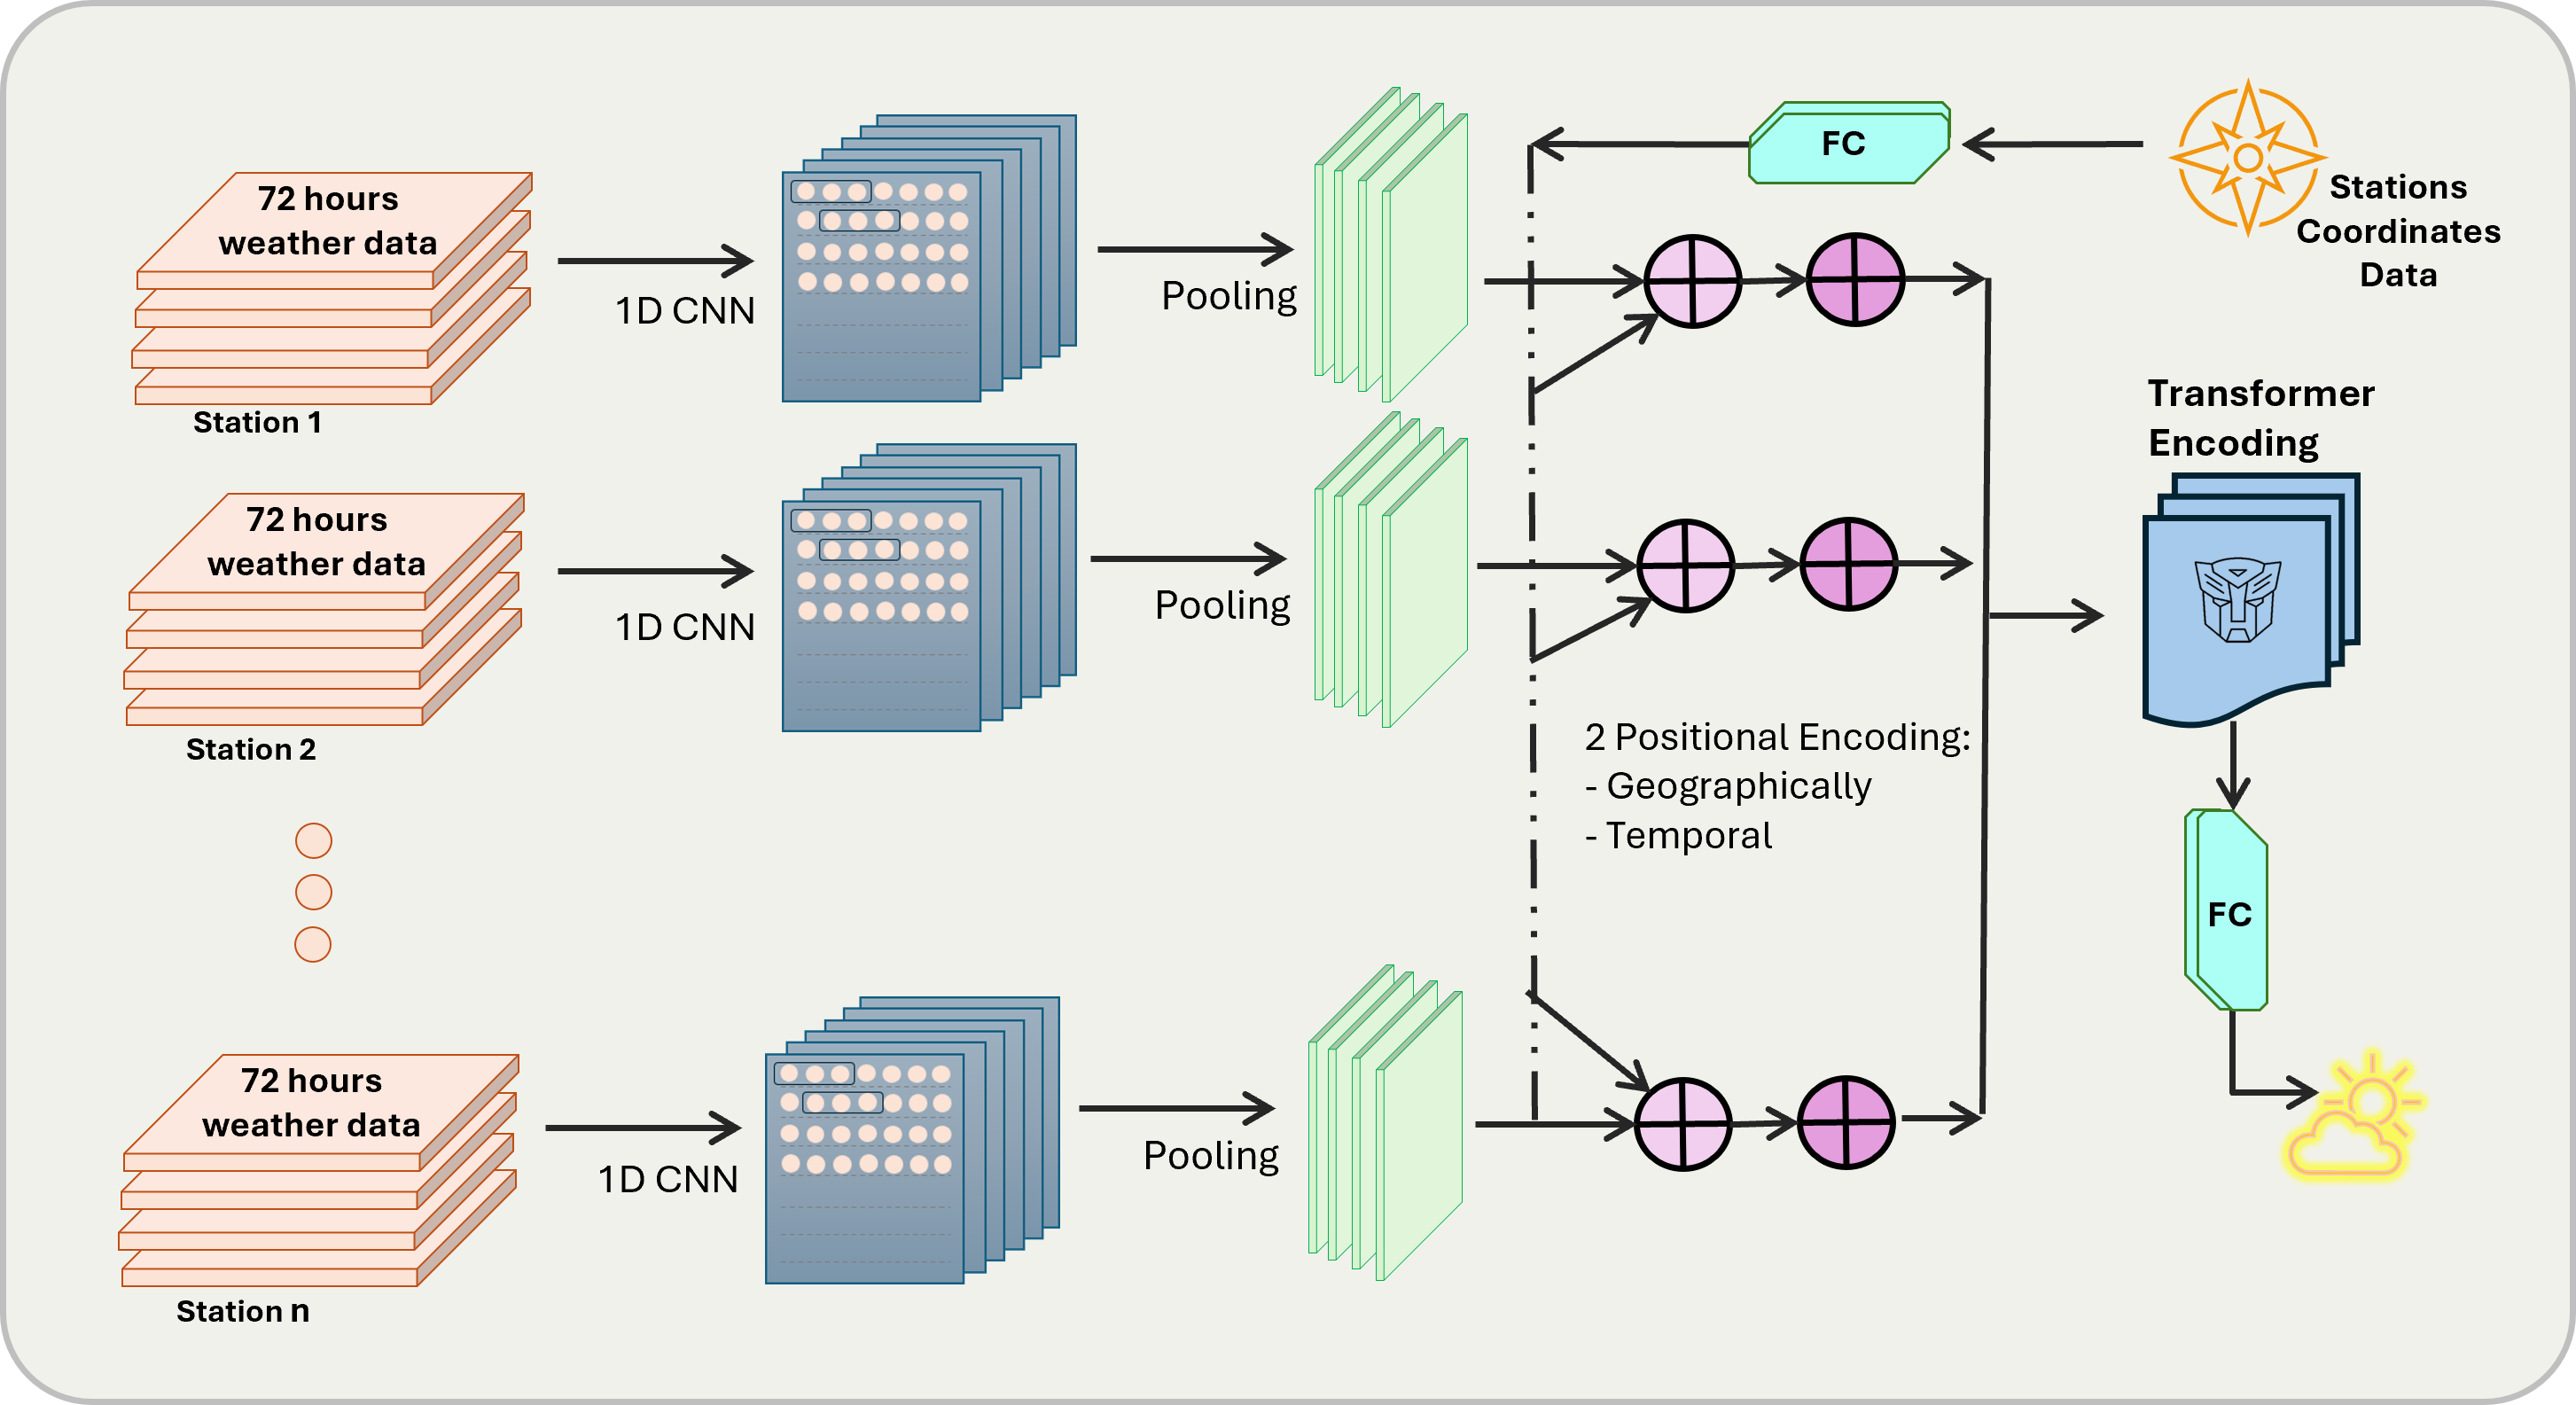 72 hours
weather data
Station 1
1D CNN
Pooling
FC
Stations
Coordinates
Data
72 hours
weather data
Station 2
1D CNN
Pooling
Transformer
Encoding
2 Positional Encoding:
- Geographically
- Temporal
FC
72 hours
weather data
Station n
1D CNN
Pooling